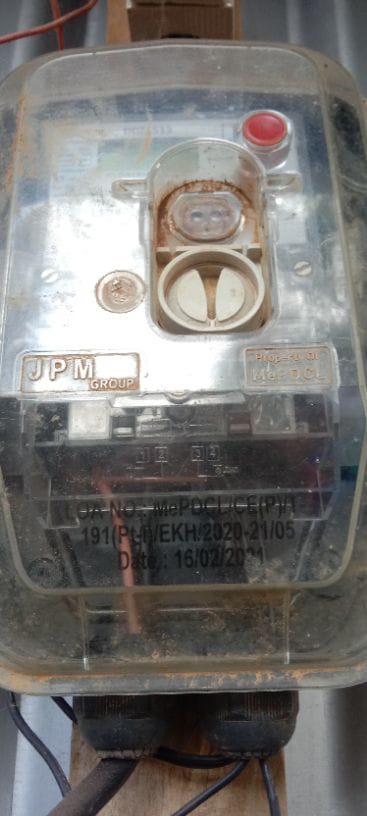 JPM
GROUP
Property Of
MePDCL
1 2 3 4
LOA NO.: MePDCL/CE(P)/T
191(Pt-I)/EKH/2020-21/05
Date : 16/02/2021